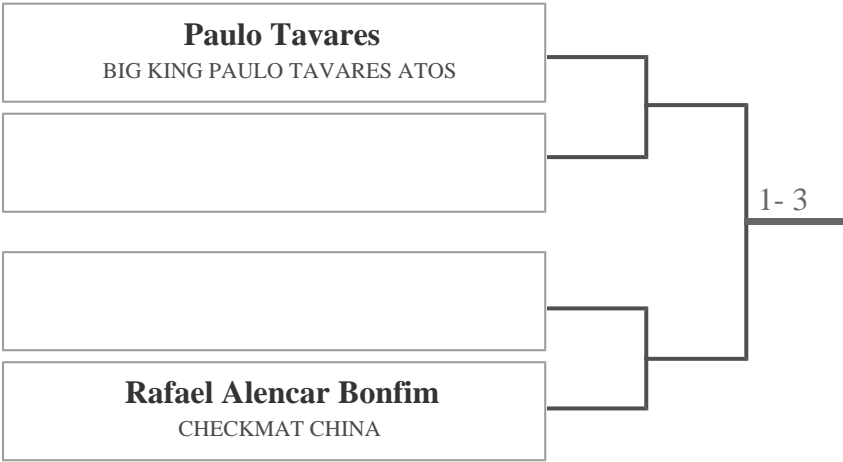 Paulo Tavares
BIG KING PAULO TAVARES ATOS
1- 3
Rafael Alencar Bonfim
CHECKMAT CHINA